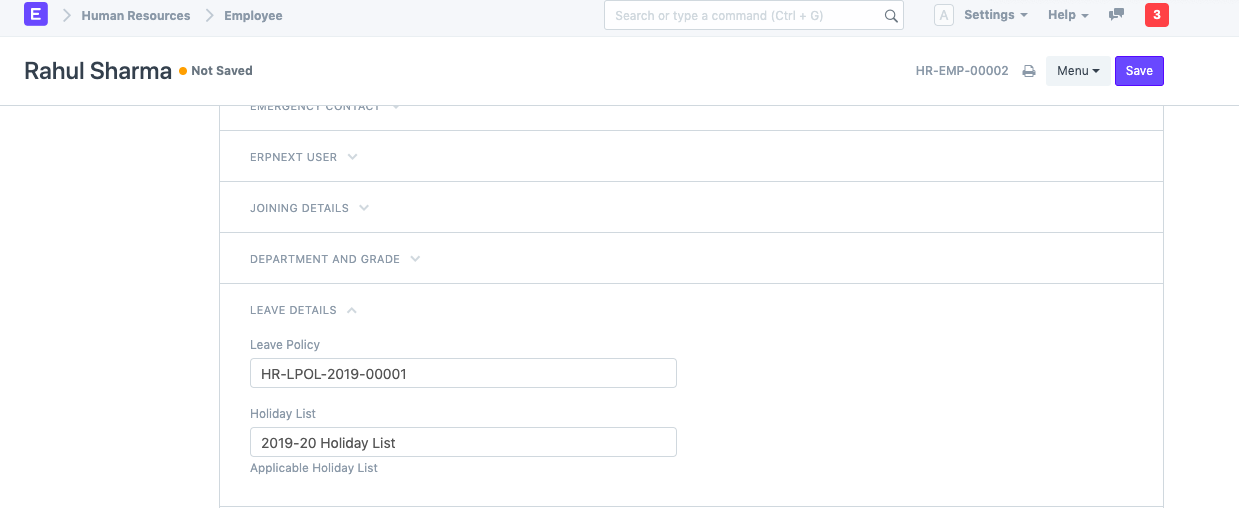 E Human Resources Employee Search or type a command (Ctrl + G) A Settings Help 3
Rahul Sharma Not Saved HR-EMP-00002 Menu Save
EMERGENCY CONTACT
ERPNEXT USER
JOINING DETAILS
DEPARTMENT AND GRADE
LEAVE DETAILS
Leave Policy
HR-LPOL-2019-00001
Holiday List
2019-20 Holiday List
Applicable Holiday List